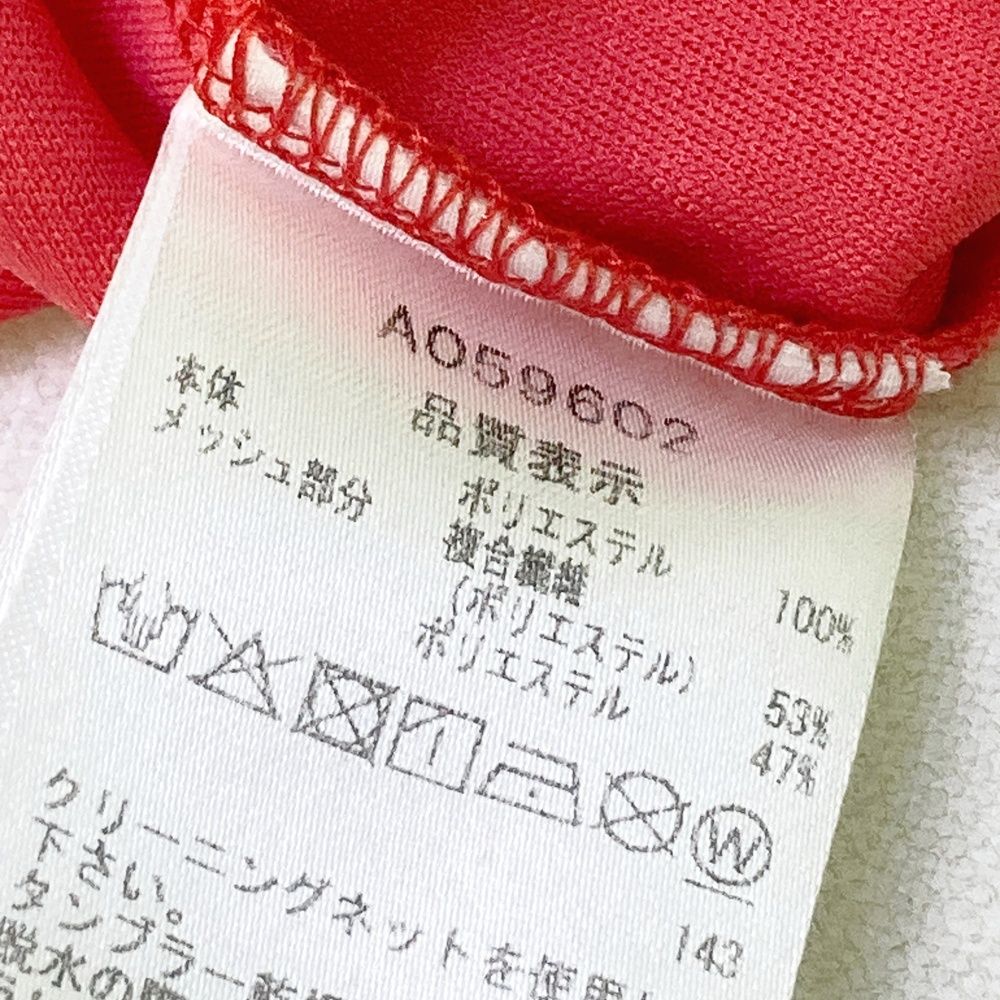 A059602
品質表示
本体 ポリエステル 100%
メッシュ部分 複合繊維
(ポリエステル) 53%
ポリエステル 47%
W
143
クリーニングネットを使用
下さい。
タンブラー乾
脱水の